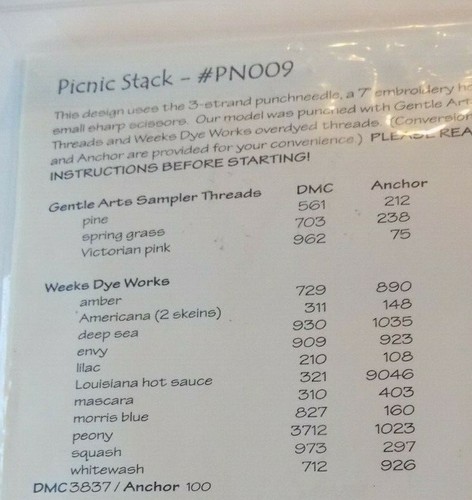 Picnic Stack - #PN009
This design uses the 3-strand punchneedle, a 7" embroidery
small sharp scissors. Our model was punched with Gentle Art
Threads and Weeks Dye Works overdyed threads. (Conversion
and Anchor are provided for your convenience.) PLEASE REA
INSTRUCTIONS BEFORE STARTING!
Gentle Arts Sampler Threads DMC Anchor
pine 561 212
spring grass 703 238
Victorian pink 962 75
Weeks Dye Works
amber 729 890
Americana (2 skeins) 311 148
deep sea 930 1035
envy 909 923
lilac 210 108
Louisiana hot sauce 321 9046
mascara 310 403
morris blue 827 160
peony 3712 1023
squash 973 297
whitewash 712 926
DMC3837 / Anchor 100